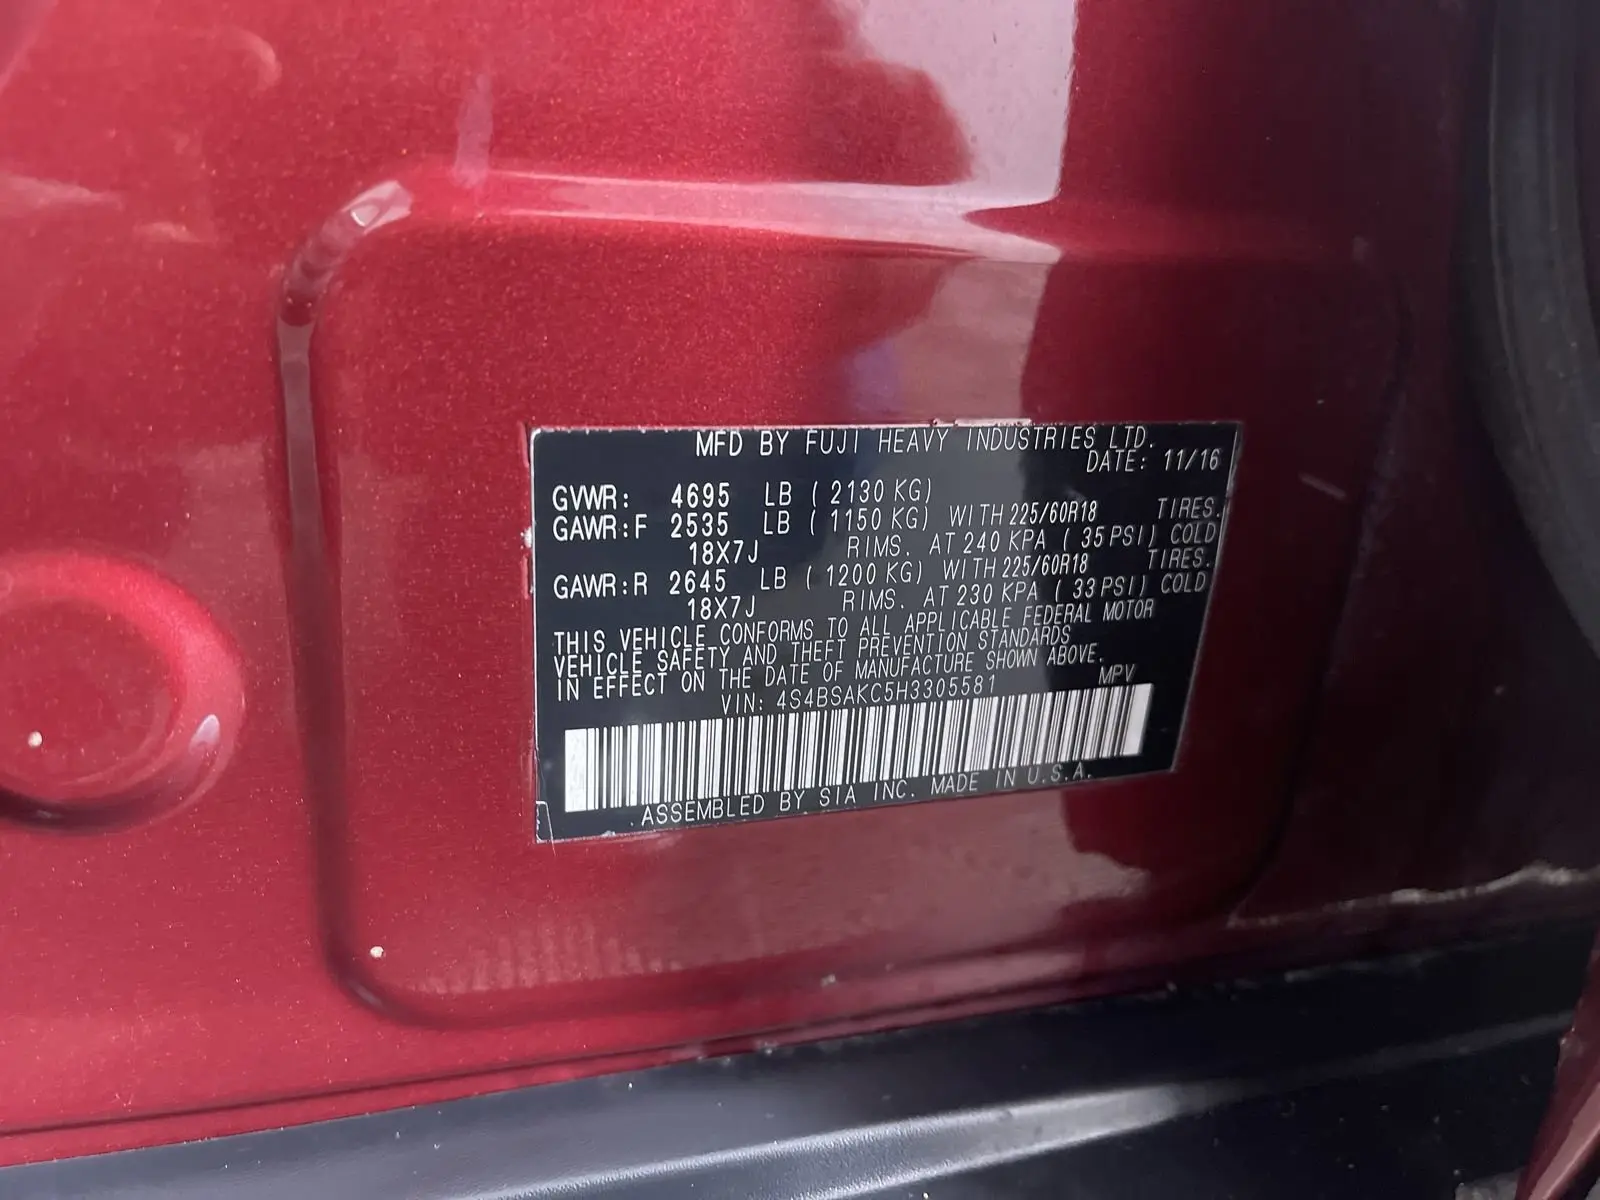 MFD BY FUJI HEAVY INDUSTRIES LTD.
DATE: 11/16
GVWR: 4695 LB ( 2130 KG)
GAWR:F 2535 LB ( 1150 KG) WITH 225/60R18 TIRES.
18X7J RIMS. AT 240 KPA ( 35 PSI) COLD
GAWR:R 2645 LB ( 1200 KG) WITH 225/60R18 TIRES.
18X7J RIMS. AT 230 KPA ( 33 PSI) COLD
THIS VEHICLE CONFORMS TO ALL APPLICABLE FEDERAL MOTOR
VEHICLE SAFETY AND THEFT PREVENTION STANDARDS
IN EFFECT ON THE DATE OF MANUFACTURE SHOWN ABOVE.
VIN: 4S4BSAKC5H3305581 MPV
ASSEMBLED BY SIA INC. MADE IN U.S.A.